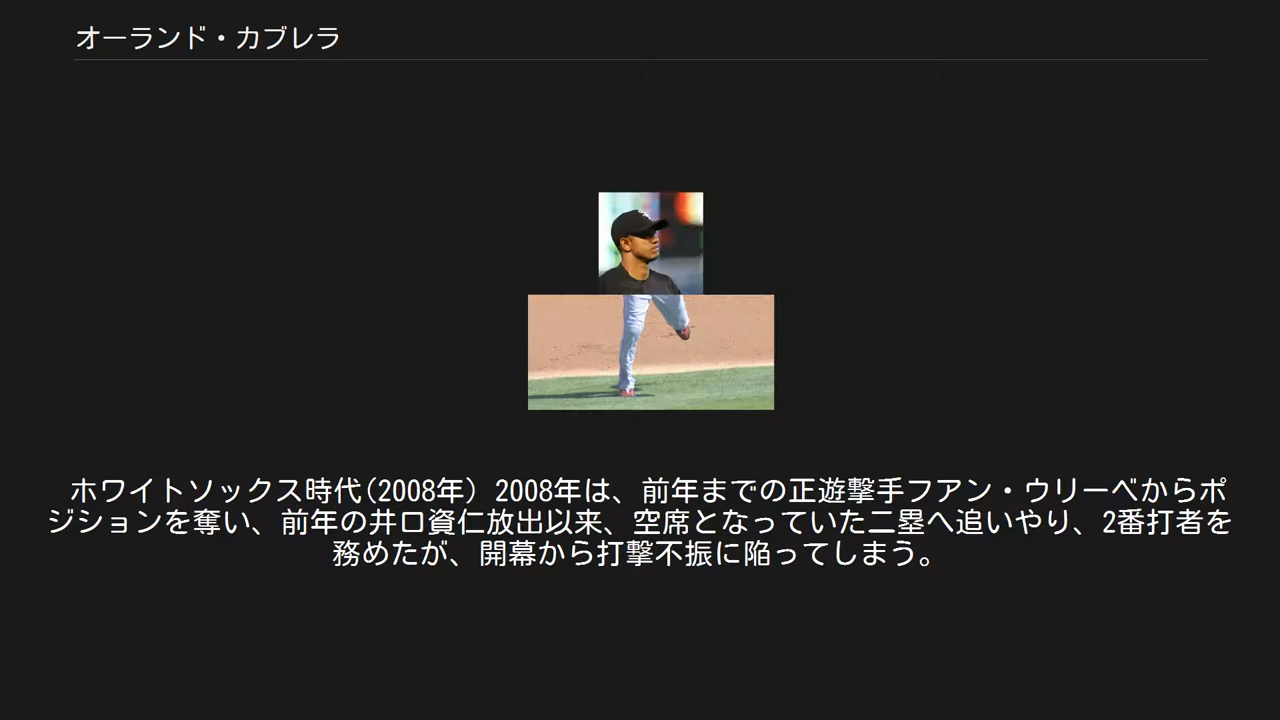 オーランド・カブレラ
ホワイトソックス時代(2008年) 2008年は、前年までの正遊撃手フアン・ウリーベからポ
ジションを奪い、前年の井口資仁放出以来、空席となっていた二塁へ追いやり、2番打者を
務めたが、開幕から打撃不振に陥ってしまう。